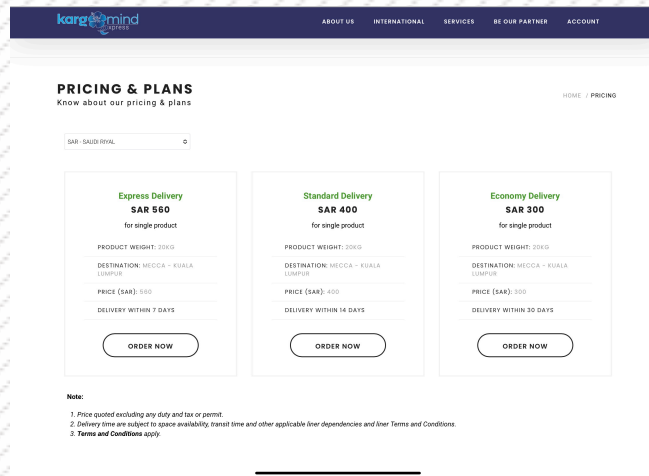 kargomind
Express
ABOUT US INTERNATIONAL SERVICES BE OUR PARTNER ACCOUNT
PRICING & PLANS
Know about our pricing & plans
HOME / PRICING
SAR - SAUDI RIYAL
Express Delivery
SAR 560
for single product
PRODUCT WEIGHT: 20KG
DESTINATION: MECCA - KUALA
LUMPUR
PRICE (SAR): 560
DELIVERY WITHIN 7 DAYS
ORDER NOW
Standard Delivery
SAR 400
for single product
PRODUCT WEIGHT: 20KG
DESTINATION: MECCA - KUALA
LUMPUR
PRICE (SAR): 400
DELIVERY WITHIN 14 DAYS
ORDER NOW
Economy Delivery
SAR 300
for single product
PRODUCT WEIGHT: 20KG
DESTINATION: MECCA - KUALA
LUMPUR
PRICE (SAR): 300
DELIVERY WITHIN 30 DAYS
ORDER NOW
Note:
1. Price quoted excluding any duty and tax or permit.
2. Delivery time are subject to space availability, transit time and other applicable liner dependencies and liner Terms and Conditions.
3. Terms and Conditions apply.